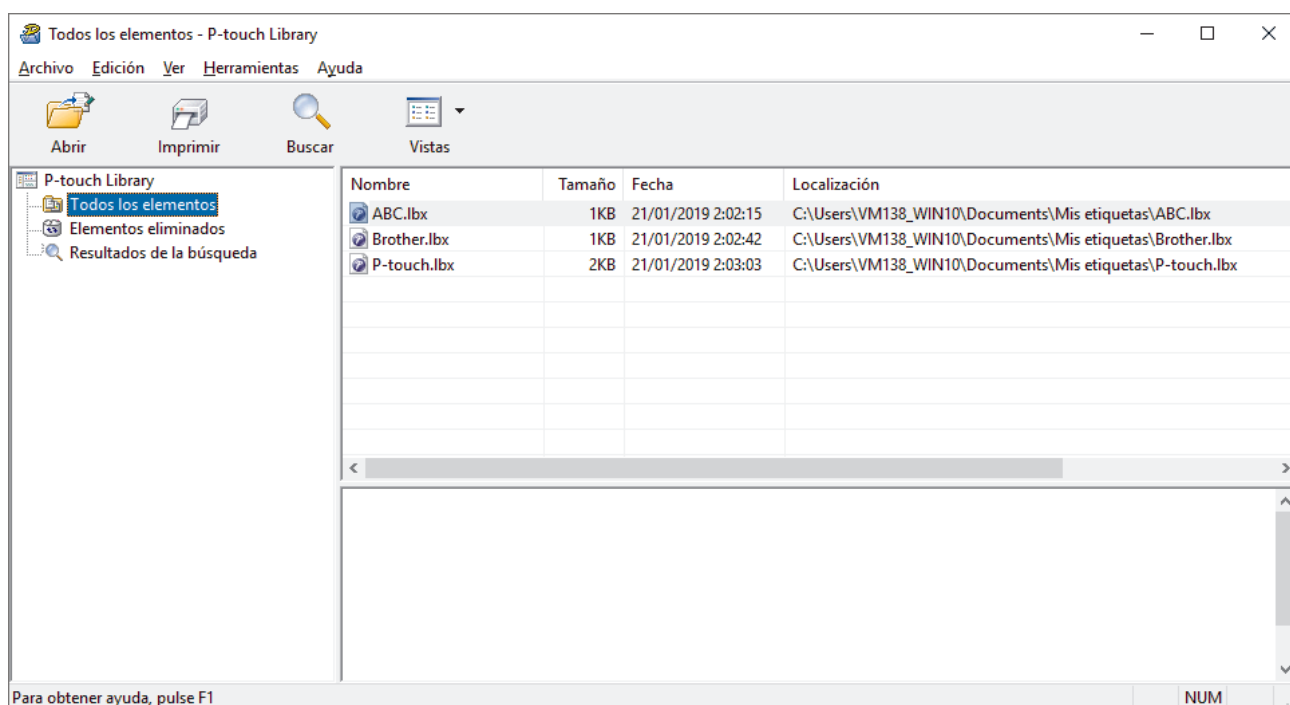 Todos los elementos - P-touch Library
Archivo Edición Ver Herramientas Ayuda
Abrir Imprimir Buscar Vistas
P-touch Library
Todos los elementos
Elementos eliminados
Resultados de la búsqueda
Nombre Tamaño Fecha Localización
ABC.lbx 1KB 21/01/2019 2:02:15 C:\Users\VM138_WIN10\Documents\Mis etiquetas\ABC.lbx
Brother.lbx 1KB 21/01/2019 2:02:42 C:\Users\VM138_WIN10\Documents\Mis etiquetas\Brother.lbx
P-touch.lbx 2KB 21/01/2019 2:03:03 C:\Users\VM138_WIN10\Documents\Mis etiquetas\P-touch.lbx
Para obtener ayuda, pulse F1 NUM